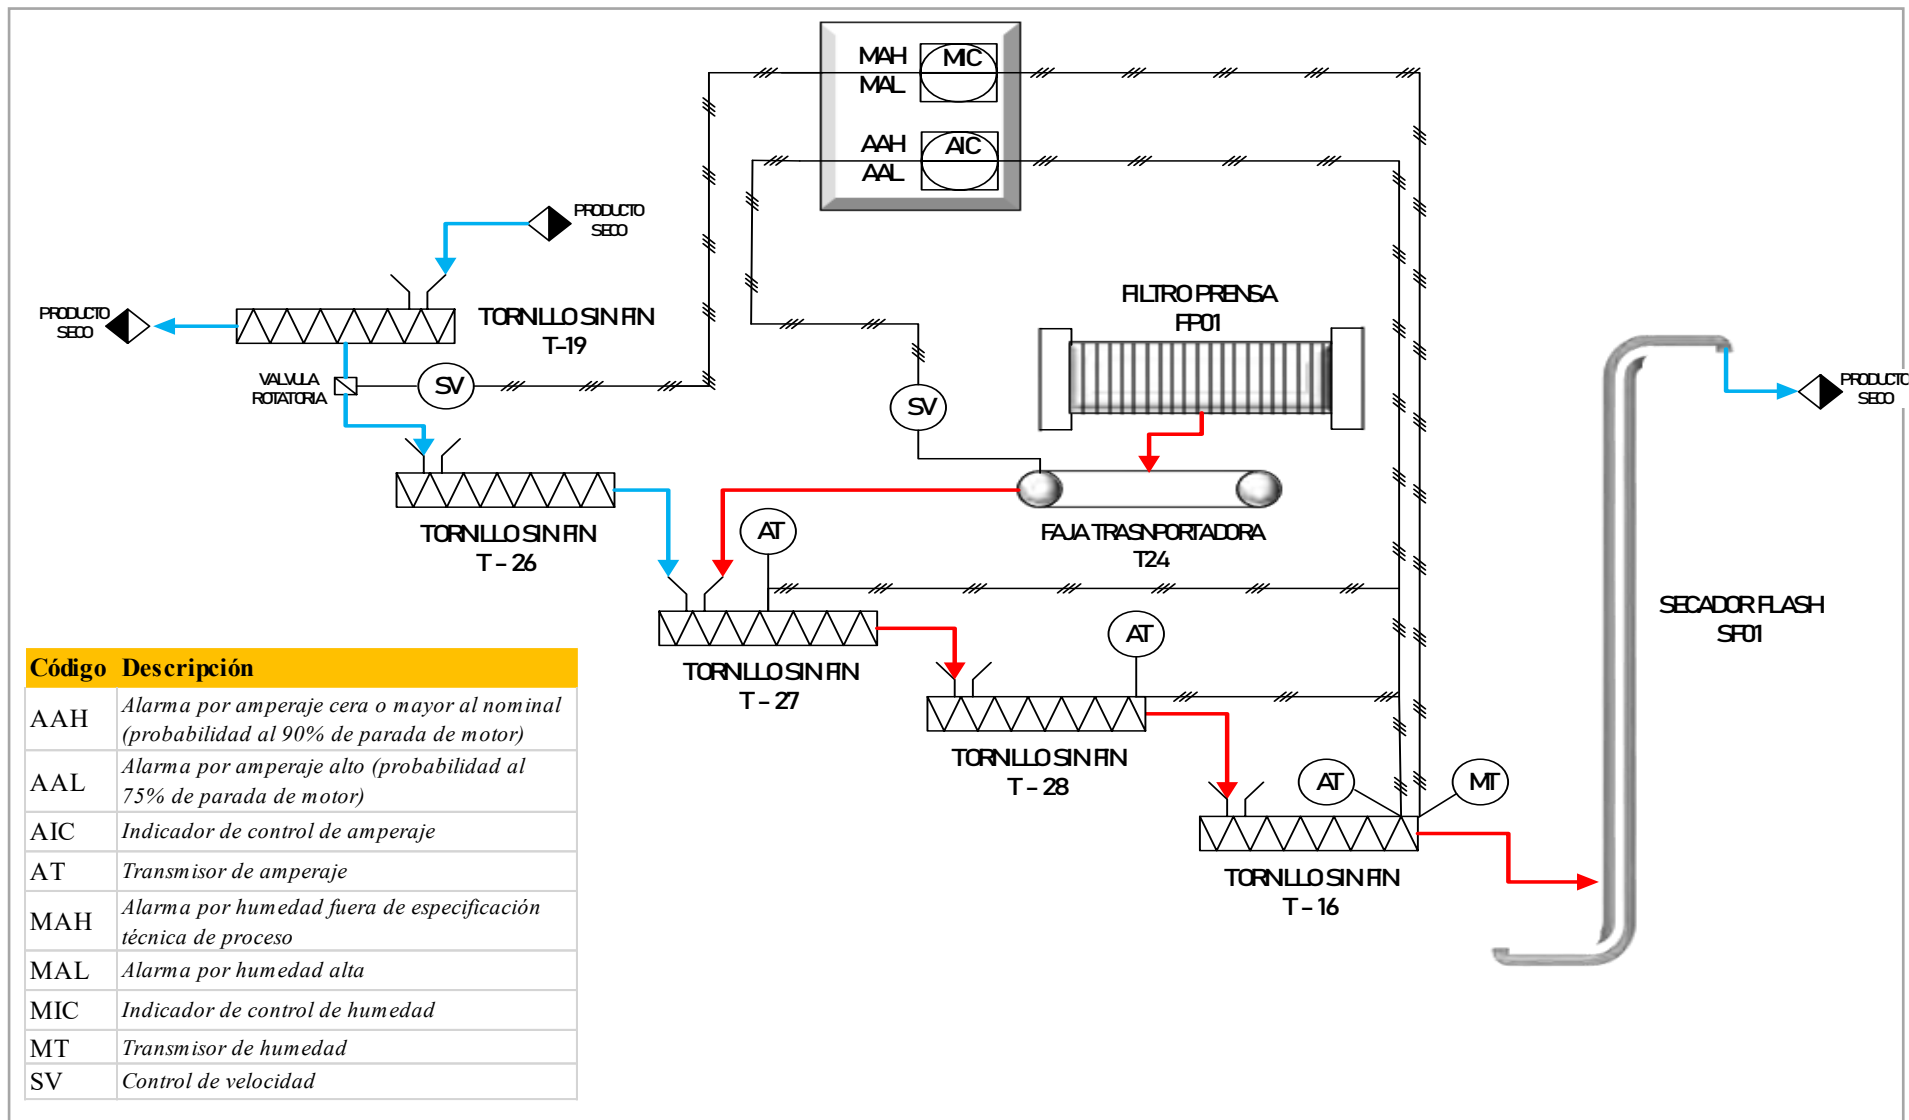 MAH
MIC
MAL
AAH
AIC
AAL
PRODUCTO
SECO
PRODUCTO
SECO
TORNILLO SIN FIN
T-19
VALVULA
ROTATORIA
SV
FILTRO PRENSA
FP01
SV
PRODUCTO
SECO
TORNILLO SIN FIN
T - 26
AT
FAJA TRASNPORTADORA
T24
SECADOR FLASH
SF01
AT
TORNILLO SIN FIN
T - 27
TORNILLO SIN FIN
T - 28
AT
MT
TORNILLO SIN FIN
T - 16
Código Descripción
AAH Alarma por amperaje cera o mayor al nominal
(probabilidad al 90% de parada de motor)
AAL Alarma por amperaje alto (probabilidad al
75% de parada de motor)
AIC Indicador de control de amperaje
AT Transmisor de amperaje
MAH Alarma por humedad fuera de especificación
técnica de proceso
MAL Alarma por humedad alta
MIC Indicador de control de humedad
MT Transmisor de humedad
SV Control de velocidad